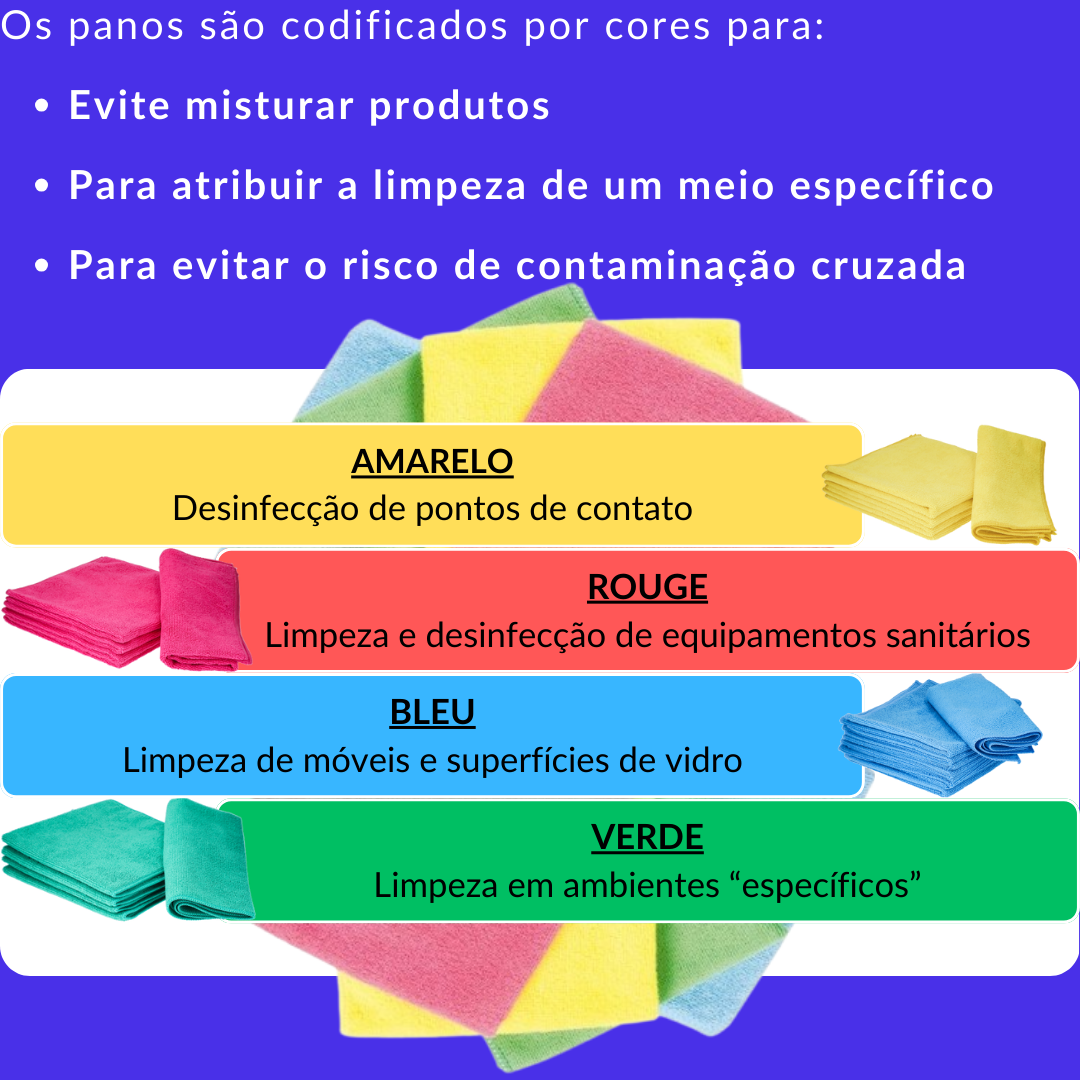 Os panos são codificados por cores para:
• Evite misturar produtos
• Para atribuir a limpeza de um meio específico
• Para evitar o risco de contaminação cruzada
AMARELO
Desinfecção de pontos de contato
ROUGE
Limpeza e desinfecção de equipamentos sanitários
BLEU
Limpeza de móveis e superfícies de vidro
VERDE
Limpeza em ambientes “específicos”